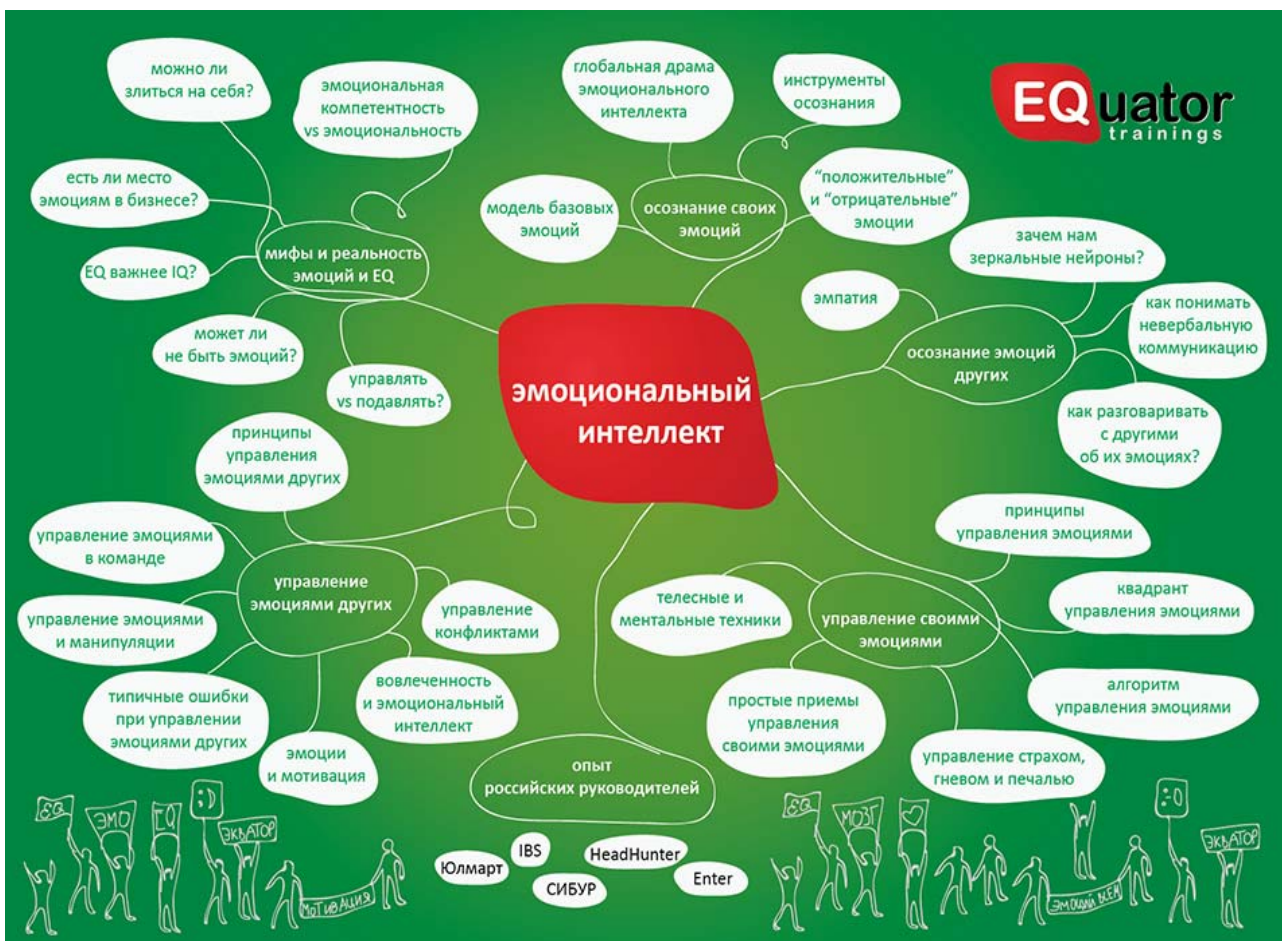 можно ли
злиться на себя?
эмоциональная
компетентность
vs эмоциональность
есть ли место
эмоциям в бизнесе?
EQ важнее IQ?
мифы и реальность
эмоций и EQ
может ли
не быть эмоций?
управлять
vs подавлять?
глобальная драма
эмоционального
интеллекта
инструменты
осознания
модель базовых
эмоций
осознание своих
эмоций
“положительные”
и “отрицательные”
эмоции
EQuator
trainings
зачем нам
зеркальные нейроны?
эмпатия
как понимать
невербальную
коммуникацию
осознание эмоций
других
как разговаривать
с другими
об их эмоциях?
эмоциональный
интеллект
принципы
управления
эмоциями других
управление эмоциями
в команде
управление
эмоциями других
управление эмоциями
и манипуляции
управление
конфликтами
типичные ошибки
при управлении
эмоциями других
вовлеченность
и эмоциональный
интеллект
эмоции
и мотивация
принципы
управления эмоциями
телесные и
ментальные техники
управление своими
эмоциями
квадрант
управления эмоциями
алгоритм
управления эмоциями
простые приемы
управления
своими эмоциями
управление страхом,
гневом и печалью
опыт
российских руководителей
Юлмарт
IBS
СИБУР
HeadHunter
Enter
EQ
ЭМО
EQ
:)
ЭКВАТОР
МОТИВАЦИЯ
EQ
МОЗГ
ЭМОЦИЙ ВСЕМ
:-D
ЭКВАТОР